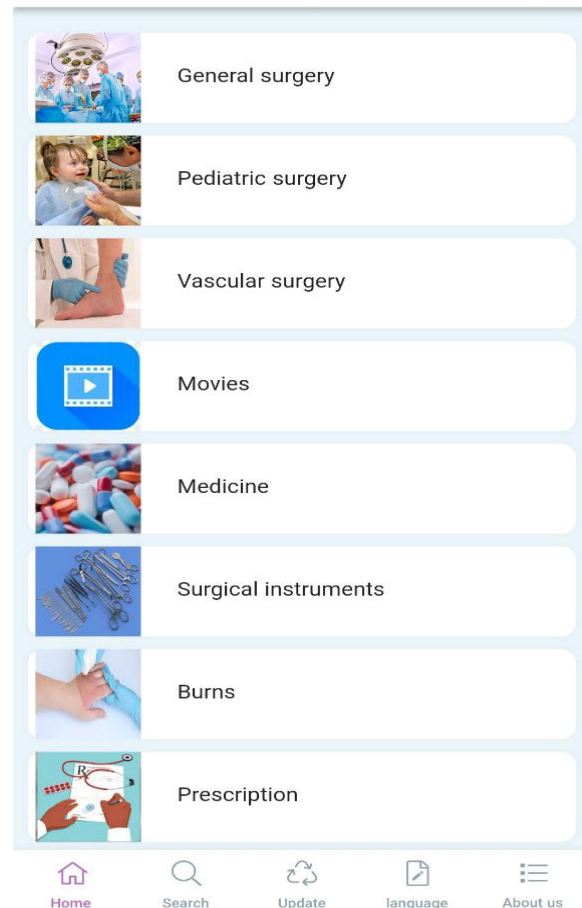 General surgery
Pediatric surgery
Vascular surgery
Movies
Medicine
Surgical instruments
Burns
Prescription
Home
Search
Update
language
About us